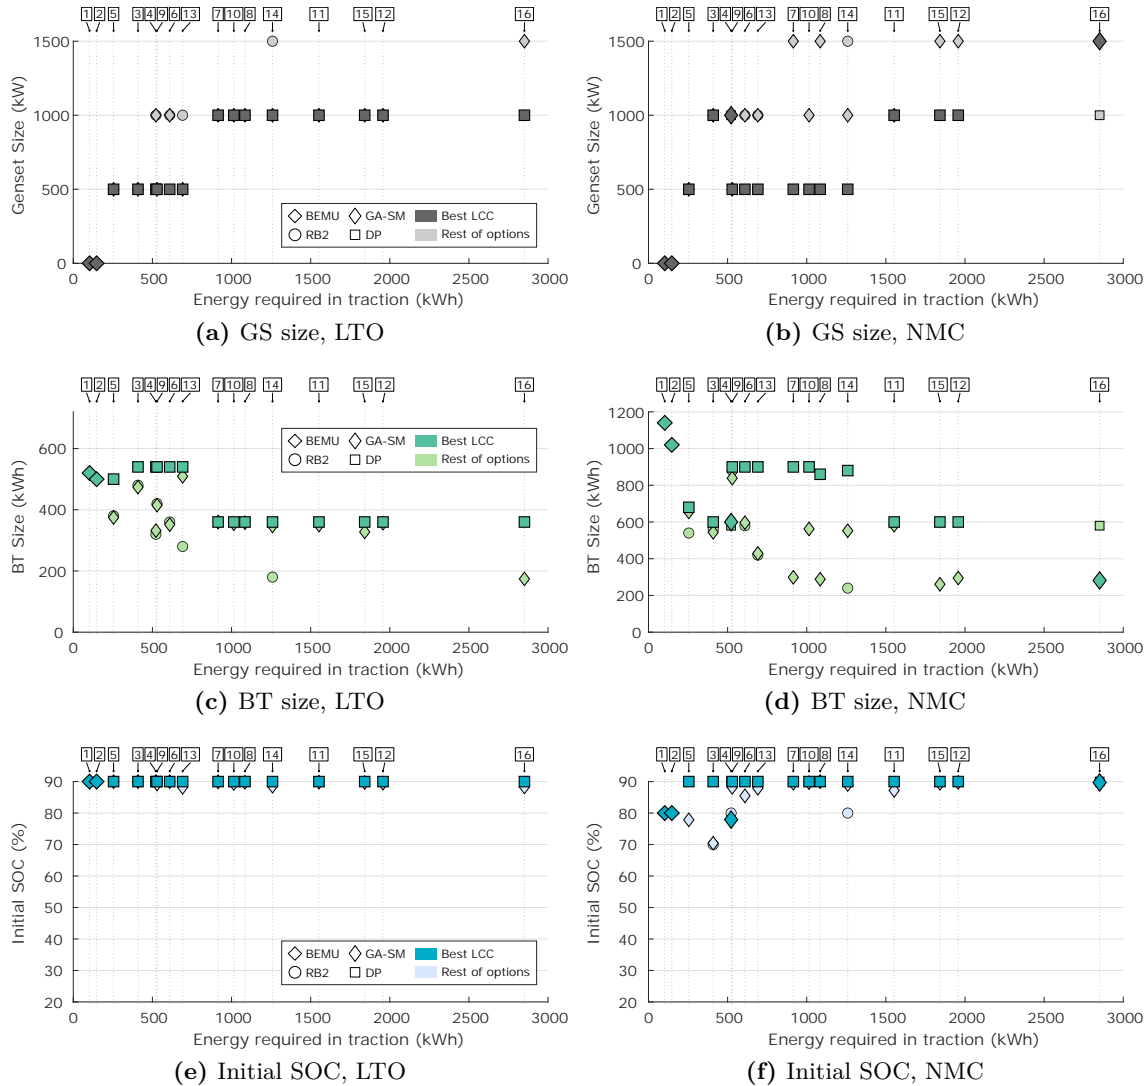 1 2 5 3 4 9 6 13 7 10 8 14 11 15 12 16
1500
1000
500
0
Genset Size (kW)
BEMU GA-SM Best LCC
RB2 DP Rest of options
0 500 1000 1500 2000 2500 3000
Energy required in traction (kWh)
(a) GS size, LTO
1 2 5 3 4 9 6 13 7 10 8 14 11 15 12 16
1500
1000
500
0
Genset Size (kW)
0 500 1000 1500 2000 2500 3000
Energy required in traction (kWh)
(b) GS size, NMC
1 2 5 3 4 9 6 13 7 10 8 14 11 15 12 16
600
400
200
0
BT Size (kWh)
BEMU GA-SM Best LCC
RB2 DP Rest of options
0 500 1000 1500 2000 2500 3000
Energy required in traction (kWh)
(c) BT size, LTO
1 2 5 3 4 9 6 13 7 10 8 14 11 15 12 16
1200
1000
800
600
400
200
0
BT Size (kWh)
0 500 1000 1500 2000 2500 3000
Energy required in traction (kWh)
(d) BT size, NMC
1 2 5 3 4 9 6 13 7 10 8 14 11 15 12 16
90
80
70
60
50
40
30
20
Initial SOC (%)
BEMU GA-SM Best LCC
RB2 DP Rest of options
0 500 1000 1500 2000 2500 3000
Energy required in traction (kWh)
(e) Initial SOC, LTO
1 2 5 3 4 9 6 13 7 10 8 14 11 15 12 16
90
80
70
60
50
40
30
20
Initial SOC (%)
0 500 1000 1500 2000 2500 3000
Energy required in traction (kWh)
(f) Initial SOC, NMC